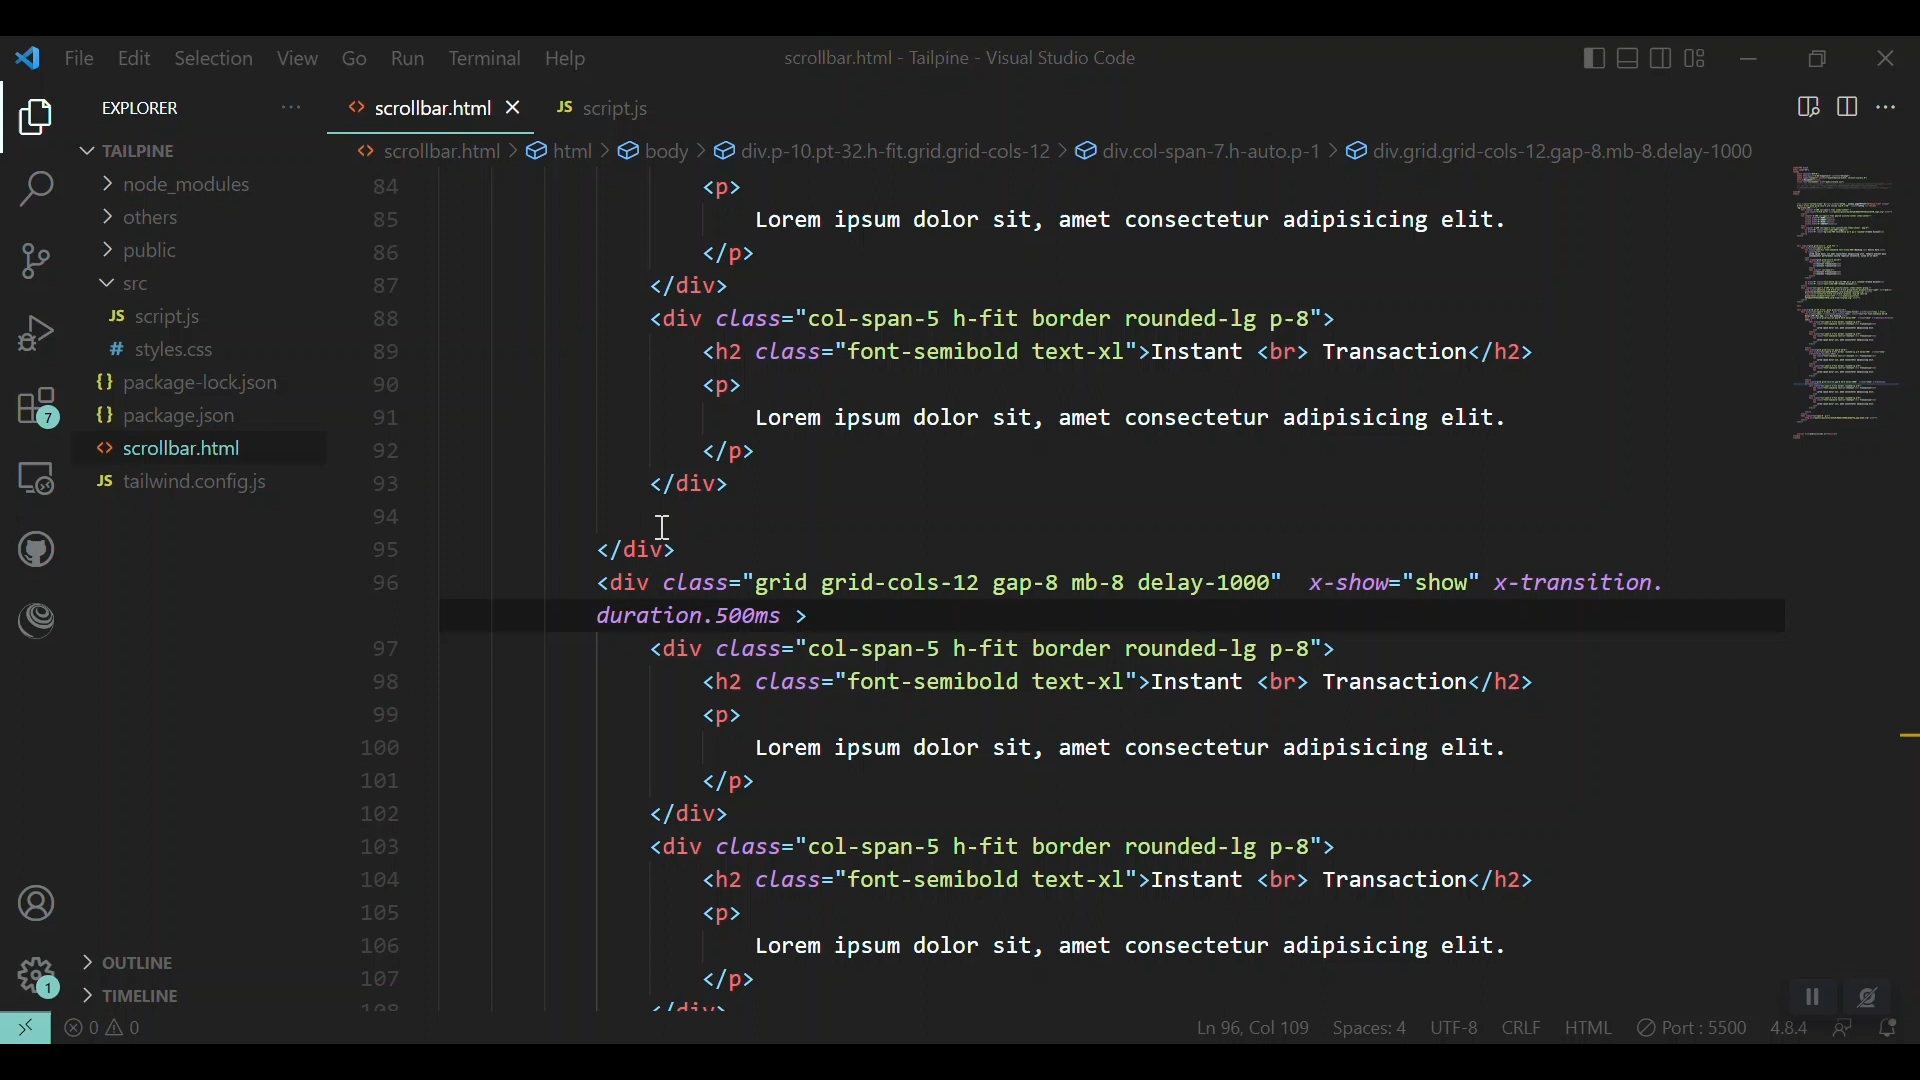 File Edit Selection View Go Run Terminal Help
scrollbar.html - Tailpine - Visual Studio Code
EXPLORER
TAILPINE
node_modules
others
public
src
JS script.js
# styles.css
{} package-lock.json
{} package.json
<> scrollbar.html
JS tailwind.config.js
OUTLINE
TIMELINE
7
1
<> scrollbar.html × JS script.js
<> scrollbar.html > html > body > div.p-10.pt-32.h-fit.grid.grid-cols-12 > div.col-span-7.h-auto.p-1 > div.grid.grid-cols-12.gap-8.mb-8.delay-1000
84 <p>
85 Lorem ipsum dolor sit, amet consectetur adipisicing elit.
86 </p>
87 </div>
88 <div class="col-span-5 h-fit border rounded-lg p-8">
89 <h2 class="font-semibold text-xl">Instant <br> Transaction</h2>
90 <p>
91 Lorem ipsum dolor sit, amet consectetur adipisicing elit.
92 </p>
93 </div>
94
95 </div>
96 <div class="grid grid-cols-12 gap-8 mb-8 delay-1000"  x-show="show" x-transition.
duration.500ms >
97 <div class="col-span-5 h-fit border rounded-lg p-8">
98 <h2 class="font-semibold text-xl">Instant <br> Transaction</h2>
99 <p>
100 Lorem ipsum dolor sit, amet consectetur adipisicing elit.
101 </p>
102 </div>
103 <div class="col-span-5 h-fit border rounded-lg p-8">
104 <h2 class="font-semibold text-xl">Instant <br> Transaction</h2>
105 <p>
106 Lorem ipsum dolor sit, amet consectetur adipisicing elit.
107 </p>
108 </div>
0 0
Ln 96, Col 109 Spaces: 4 UTF-8 CRLF HTML Port : 5500 4.8.4